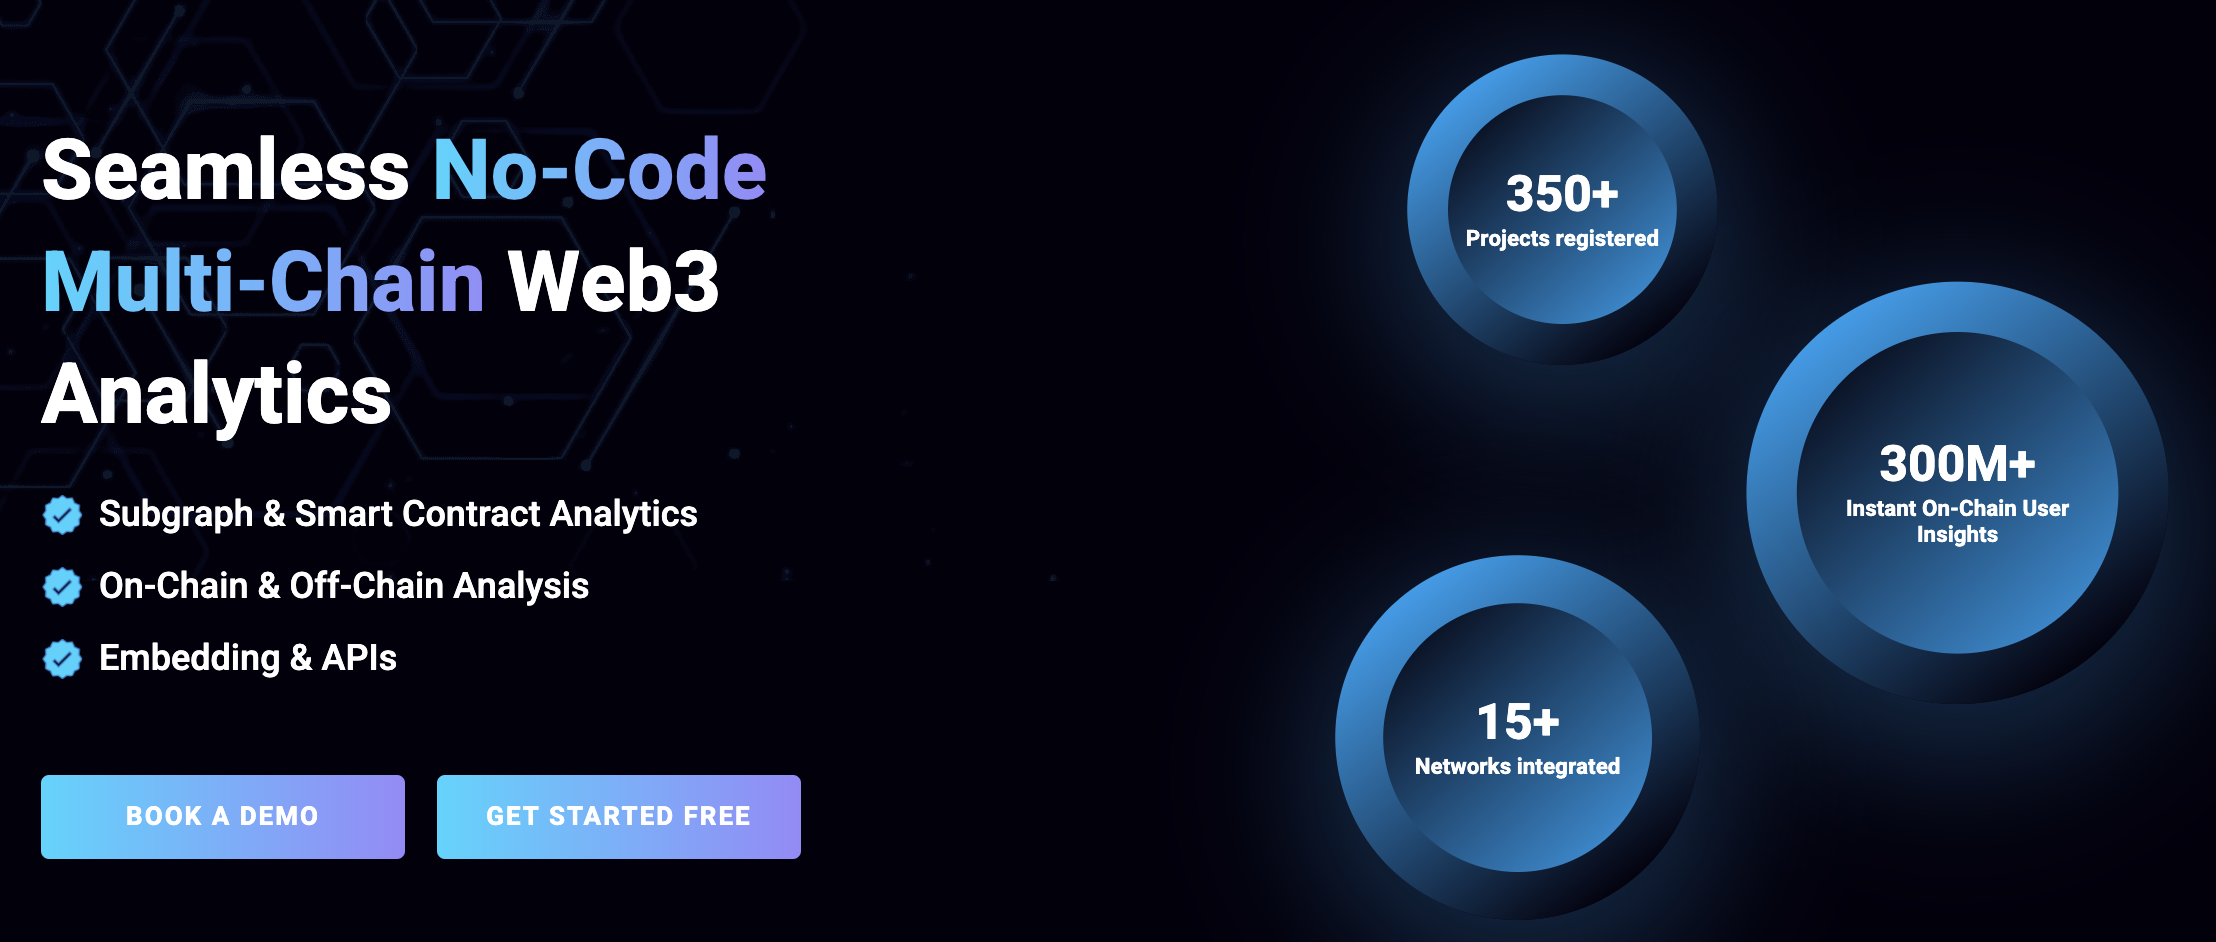 Seamless No-Code
Multi-Chain Web3
Analytics
Subgraph & Smart Contract Analytics
On-Chain & Off-Chain Analysis
Embedding & APIs
BOOK A DEMO
GET STARTED FREE
350+
Projects registered
300M+
Instant On-Chain User
Insights
15+
Networks integrated